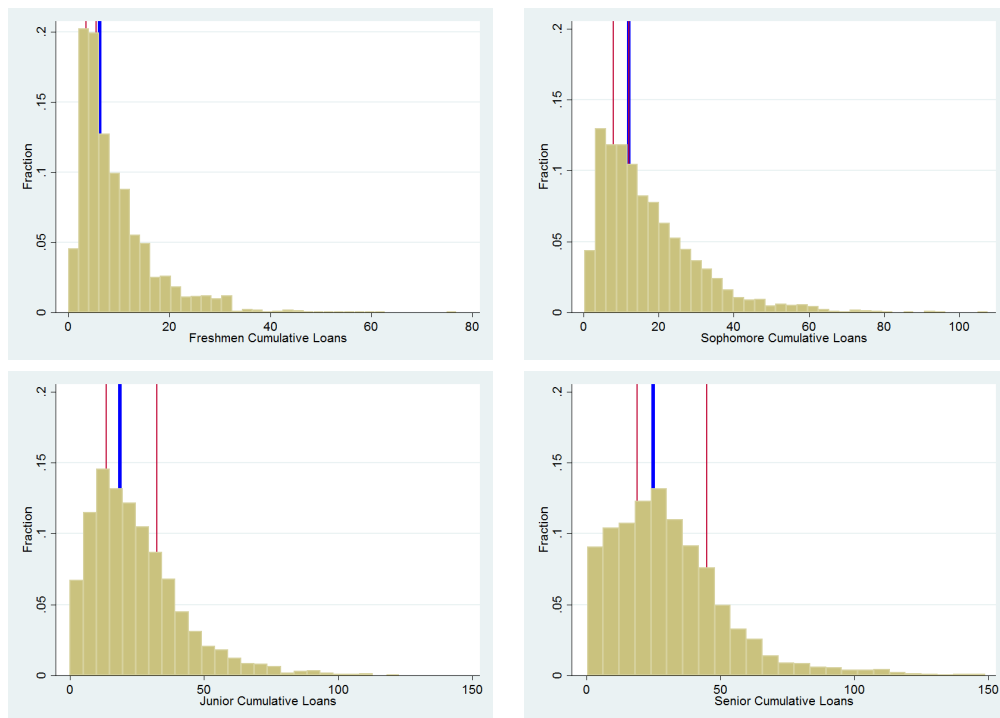 Fraction
.2
.15
.1
.05
0
0 20 40 60 80
Freshmen Cumulative Loans
Fraction
.2
.15
.1
.05
0
0 20 40 60 80 100
Sophomore Cumulative Loans
Fraction
.2
.15
.1
.05
0
0 50 100 150
Junior Cumulative Loans
Fraction
.2
.15
.1
.05
0
0 50 100 150
Senior Cumulative Loans